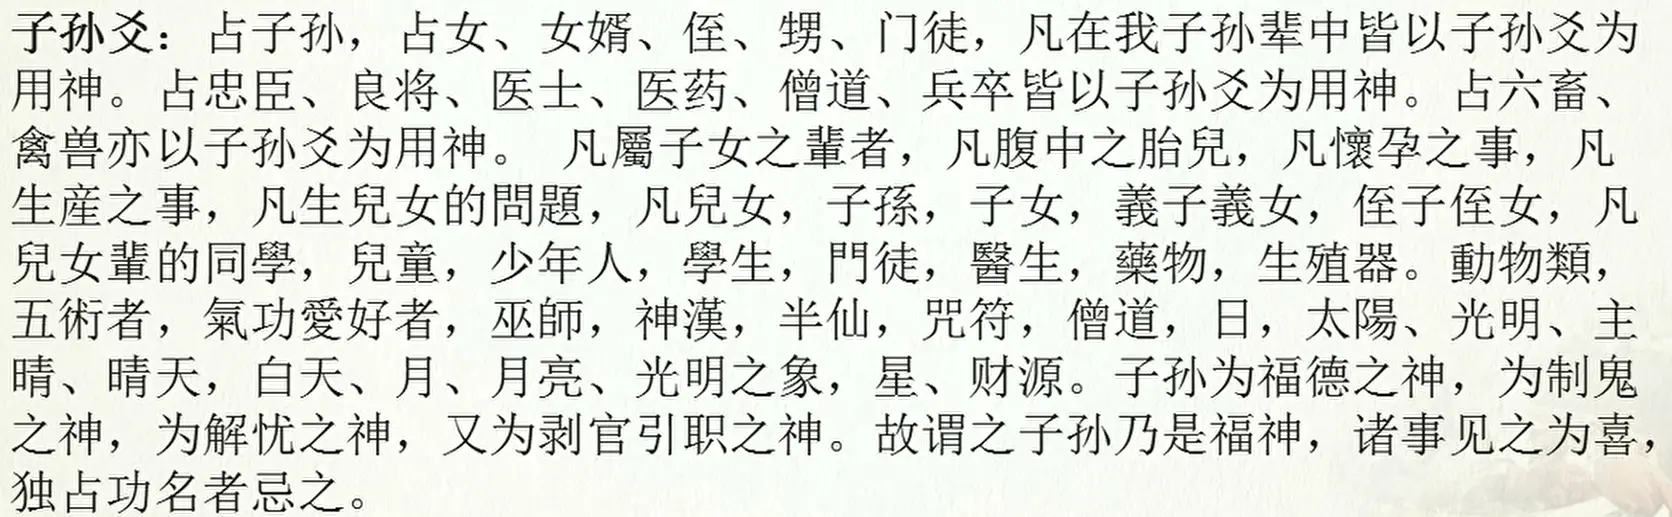 子孙爻：占子孙，占女、女婿、侄、甥、门徒，凡在我子孙辈中皆以子孙爻为
用神。占忠臣、良将、医士、医药、僧道、兵卒皆以子孙爻为用神。占六畜、
禽兽亦以子孙爻为用神。 凡屬子女之輩者，凡腹中之胎兒，凡懷孕之事，凡
生産之事，凡生兒女的問題，凡兒女，子孫，子女，義子義女，侄子侄女，凡
兒女輩的同學，兒童，少年人，學生，門徒，醫生，藥物，生殖器。動物類，
五術者，氣功愛好者，巫師，神漢，半仙，咒符，僧道，日，太陽、光明、主
晴、晴天，白天、月、月亮、光明之象，星、财源。子孙为福德之神，为制鬼
之神，为解忧之神，又为剥官引职之神。故谓之子孙乃是福神，诸事见之为喜，
独占功名者忌之。